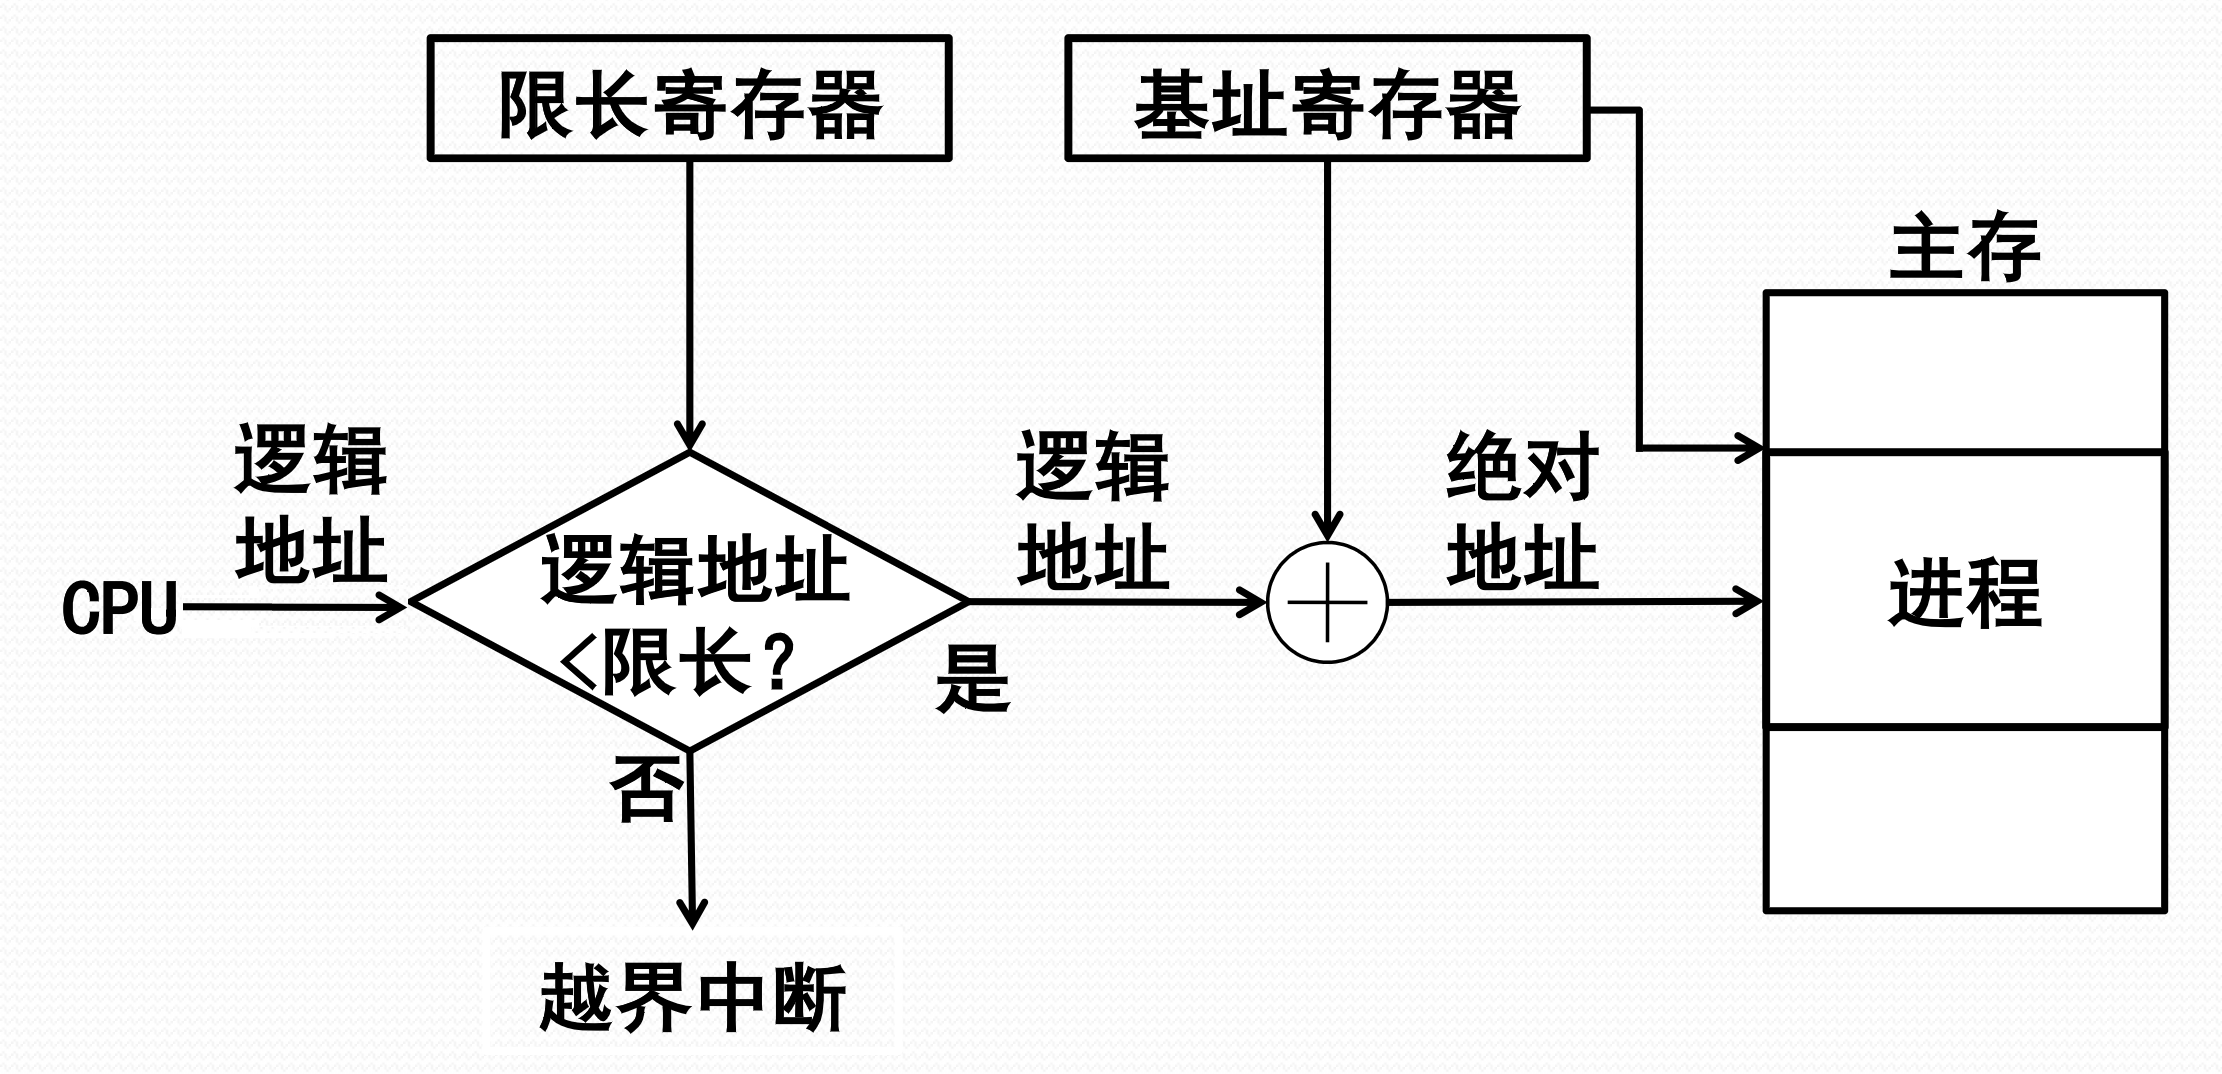 限长寄存器
基址寄存器
主存
逻辑
地址
CPU
逻辑地址
<限长?
逻辑
地址
绝对
地址
进程
是
否
越界中断